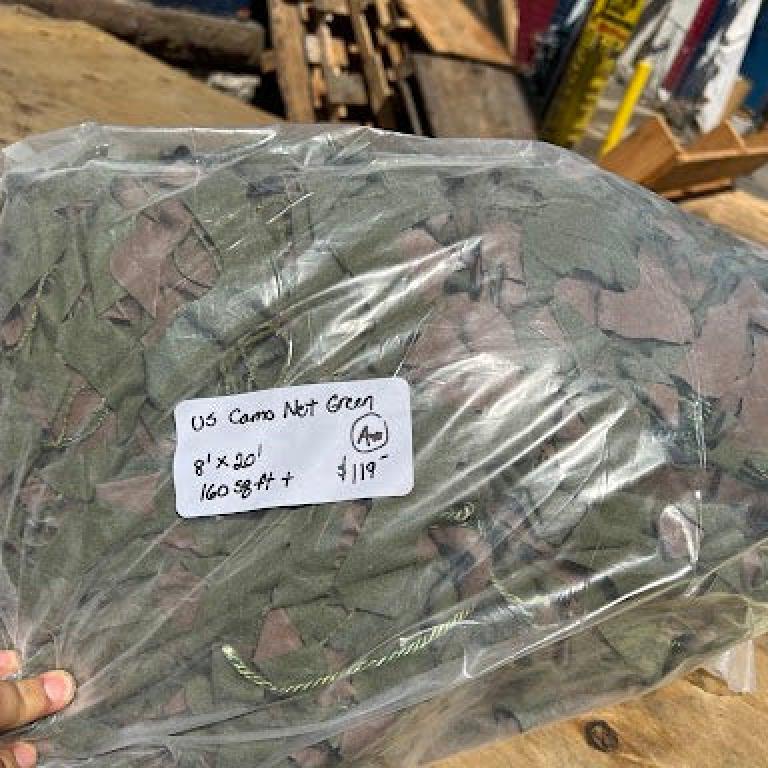 US Camo Net Green
8' x 20'
160 sq ft +
$119-